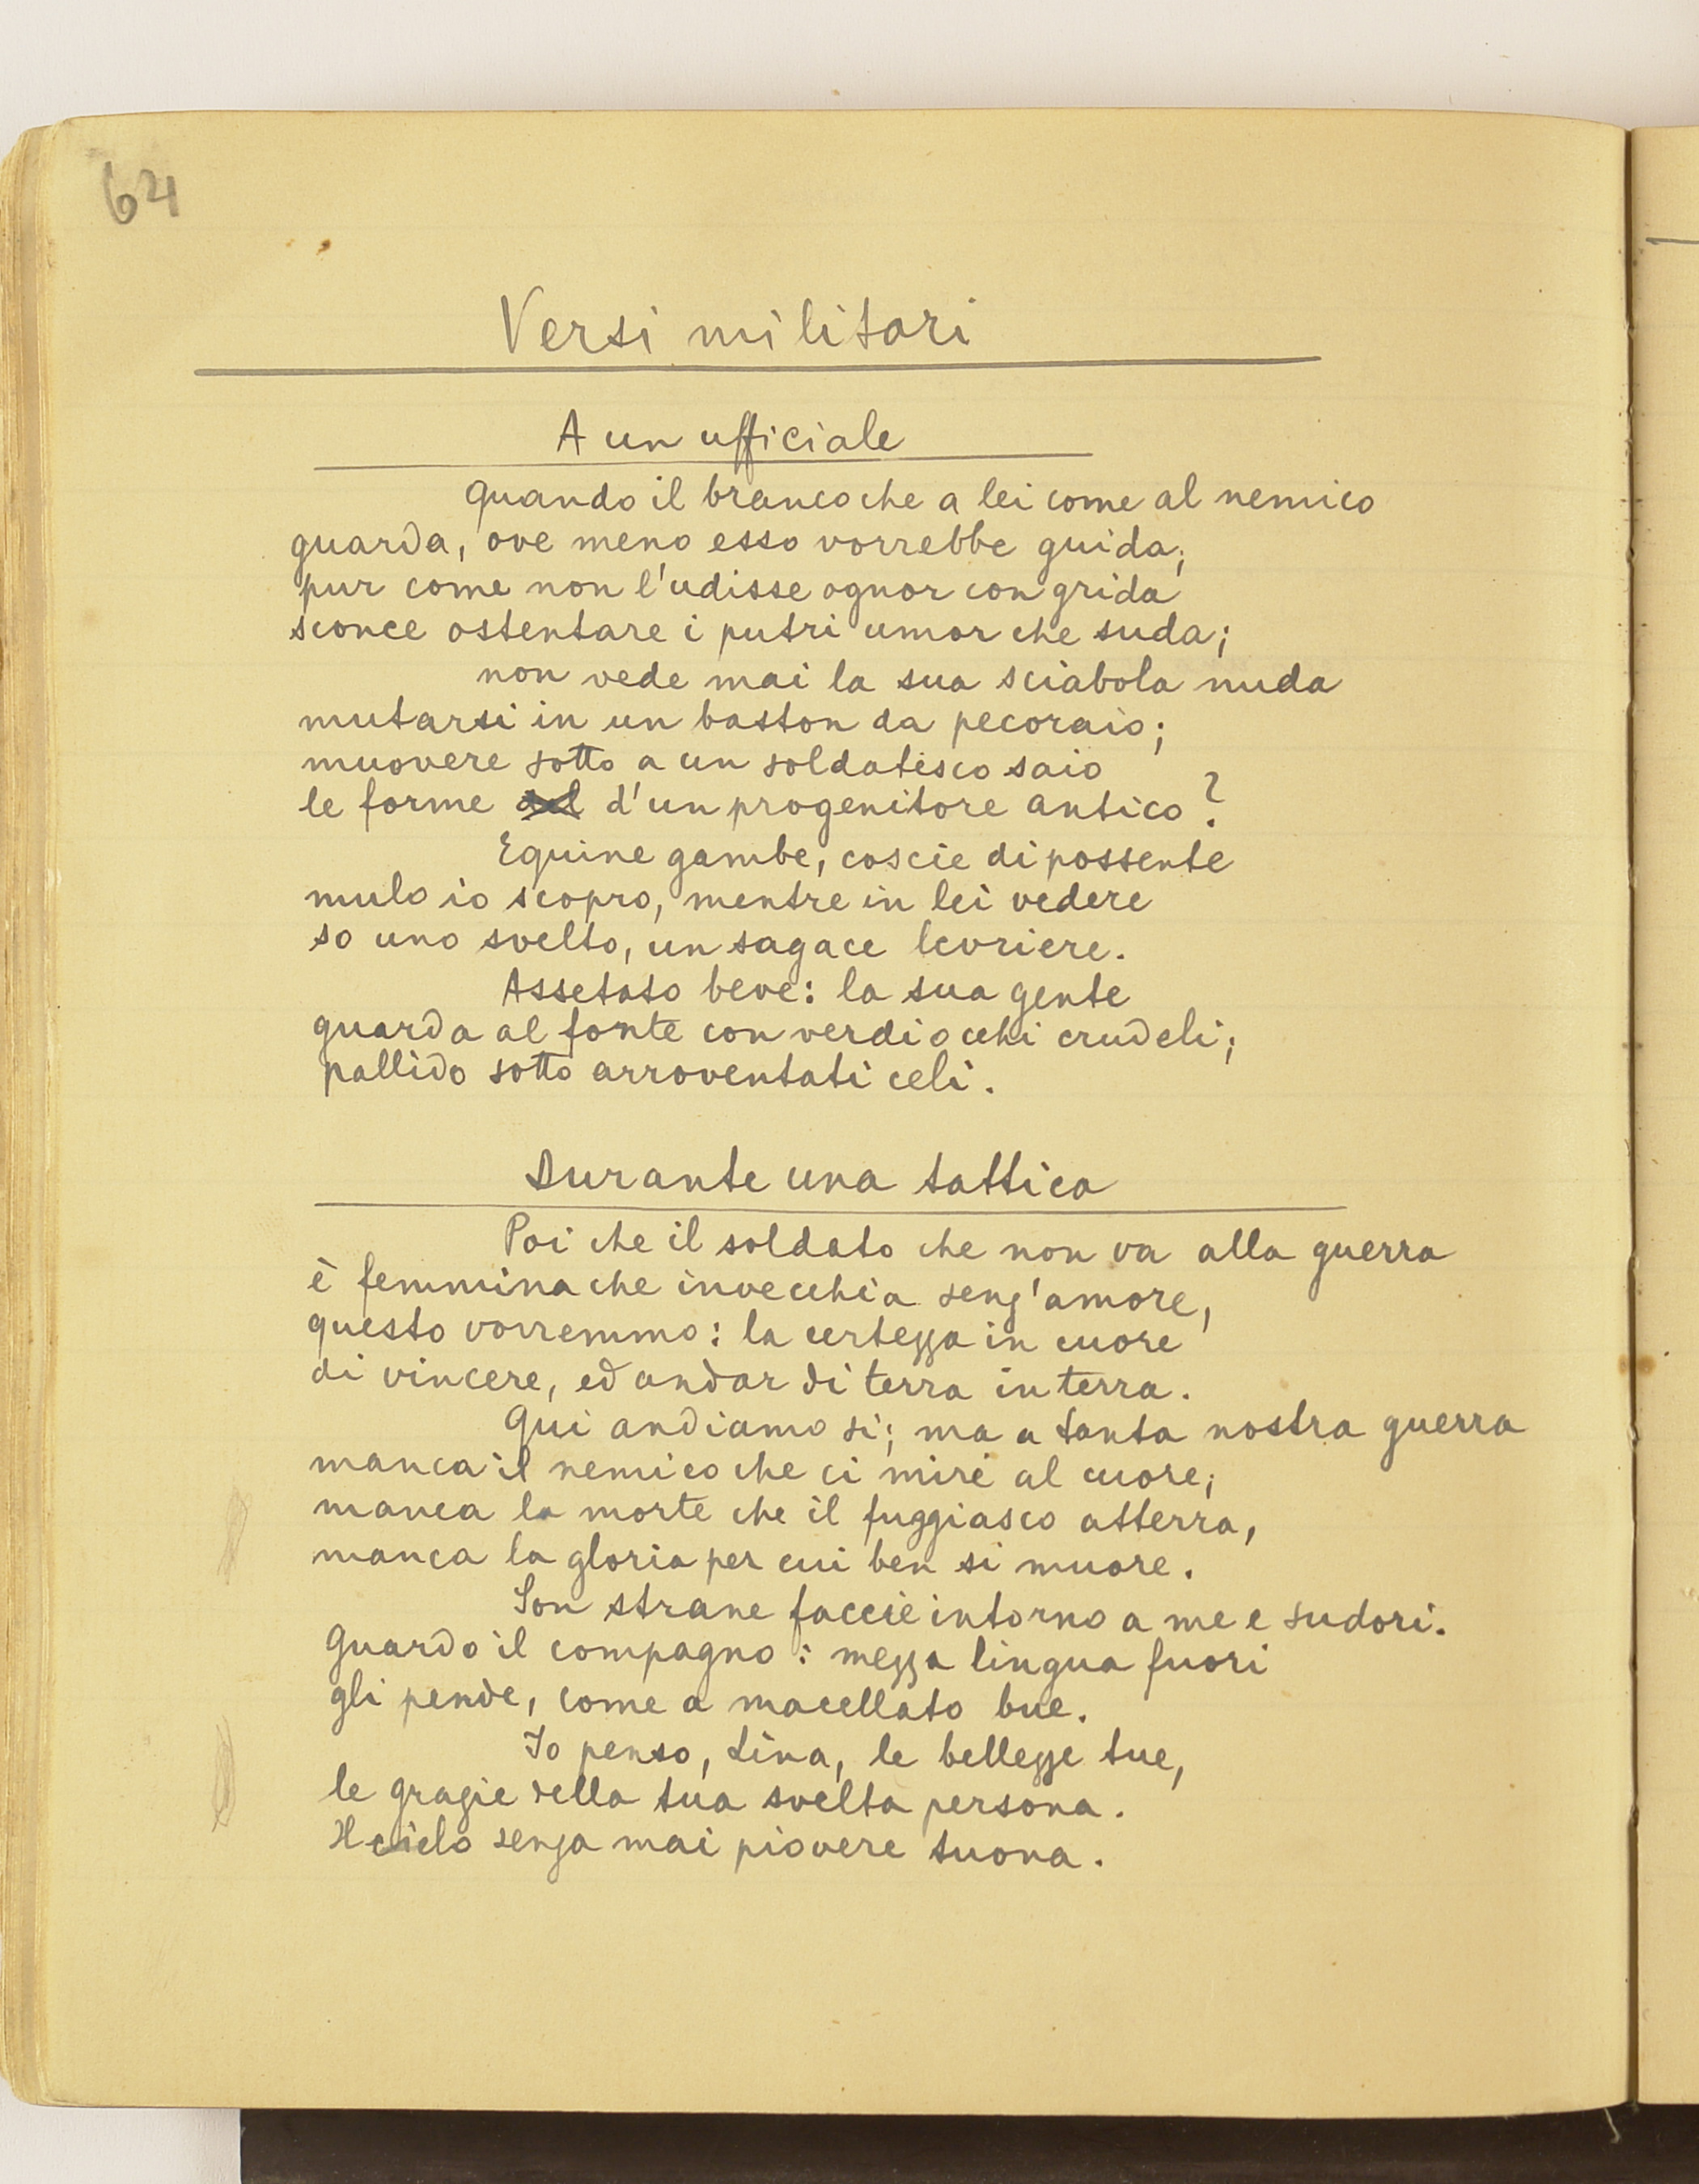 64
Versi militari
A un ufficiale
Quando il branco che a lei come al nemico
guarda, ove meno esso vorrebbe guida;
pur come non l'udisse ognor con grida
sconce ostentare i putri umor che suda;
non vede mai la sua sciabola nuda
mutarsi in un baston da pecoraio;
muovere sotto a un soldatesco saio
le forme d'un progenitore antico?
Equine gambe, coscie di possente
mulo io scopro, mentre in lei vedere
so uno svelto, un sagace levriere.
Assetato beve: la sua gente
guarda al fonte con verdi occhi crudeli;
pallido sotto arroventati celi.
Durante una tattica
Poi che il soldato che non va alla guerra
è femmina che invecchia senz'amore,
questo vorremmo: la certezza in cuore
di vincere, ed andar di terra in terra.
Qui andiamo sì; ma a tanta nostra guerra
manca il nemico che ci miri al cuore;
manca la morte che il fuggiasco atterra,
manca la gloria per cui ben si muore.
Son strane faccie intorno a me e sudori.
Guardo il compagno: mezza lingua fuori
gli pende, come a macellato bue.
Io penso, Lina, le bellezze tue,
le grazie della tua svelta persona.
Il cielo senza mai piovere tuona.